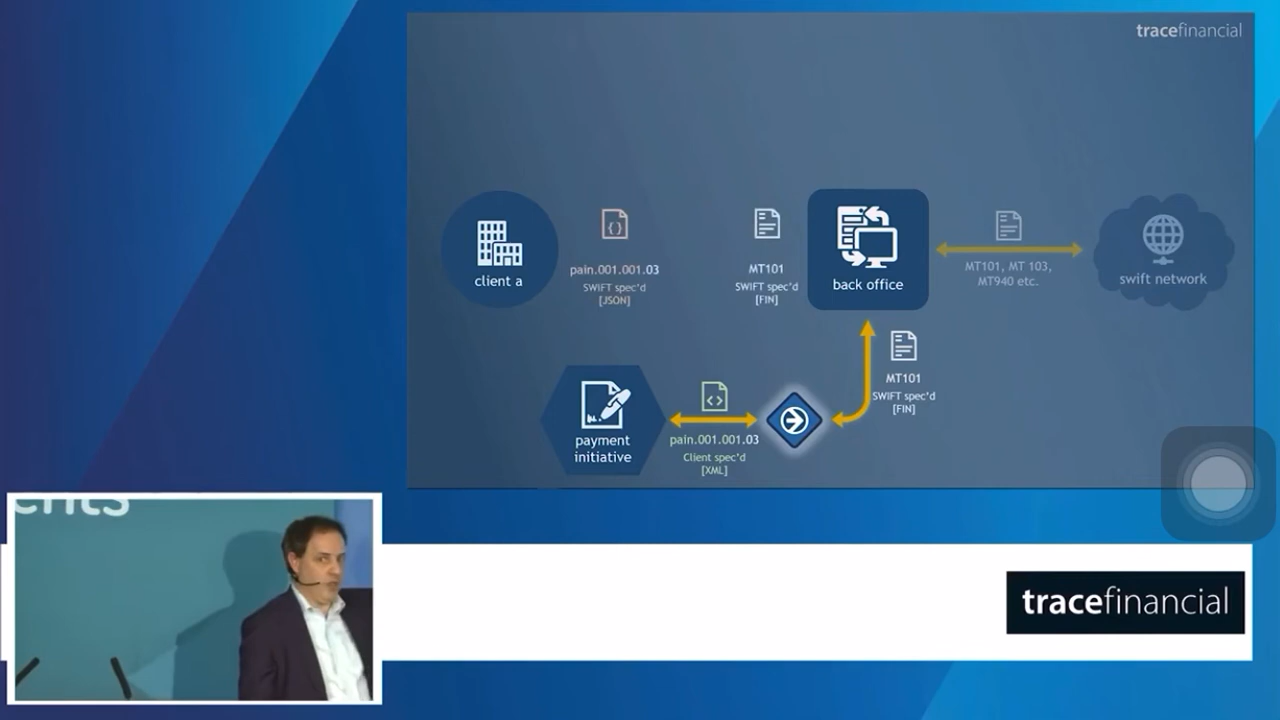 tracefinancial
client a
pain.001.001.03
SWIFT spec'd
[JSON]
MT101
SWIFT spec'd
[FIN]
back office
MT101, MT 103,
MT940 etc.
swift network
MT101
SWIFT spec'd
[FIN]
payment
initiative
pain.001.001.03
Client spec'd
[XML]
tracefinancial